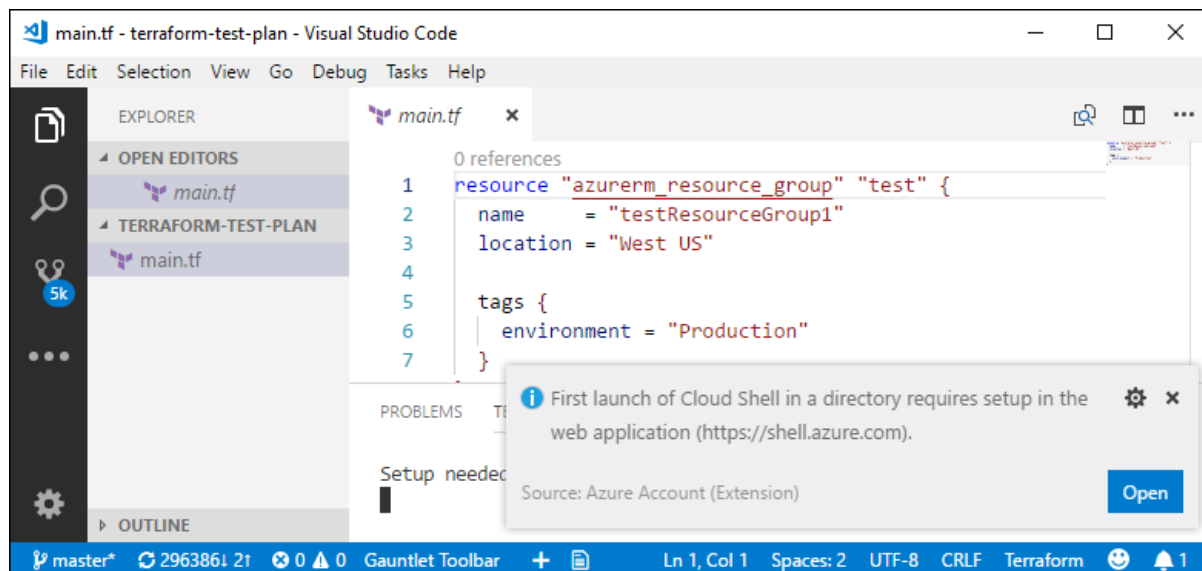 main.tf - terraform-test-plan - Visual Studio Code
File Edit Selection View Go Debug Tasks Help
EXPLORER
OPEN EDITORS
main.tf
TERRAFORM-TEST-PLAN
main.tf
5k
OUTLINE
main.tf
0 references
1 resource "azurerm_resource_group" "test" {
2 name = "testResourceGroup1"
3 location = "West US"
4
5 tags {
6 environment = "Production"
7 }
PROBLEMS
Setup needed
First launch of Cloud Shell in a directory requires setup in the
web application (https://shell.azure.com).
Source: Azure Account (Extension)
Open
master* 296386↓ 2↑ 0 0 Gauntlet Toolbar Ln 1, Col 1 Spaces: 2 UTF-8 CRLF Terraform 1